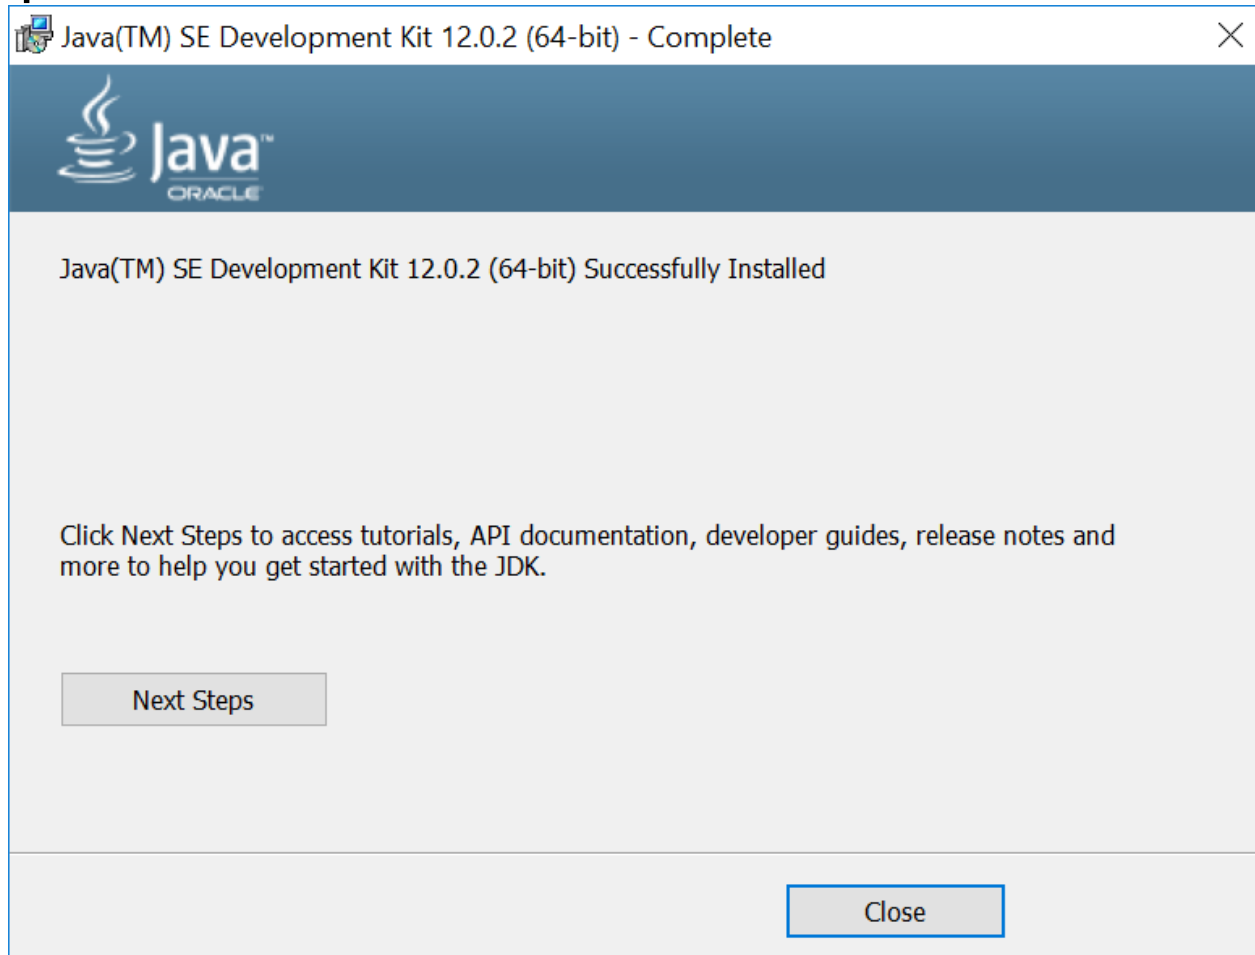 Java(TM) SE Development Kit 12.0.2 (64-bit) - Complete
Java™
ORACLE
Java(TM) SE Development Kit 12.0.2 (64-bit) Successfully Installed
Click Next Steps to access tutorials, API documentation, developer guides, release notes and
more to help you get started with the JDK.
Next Steps
Close